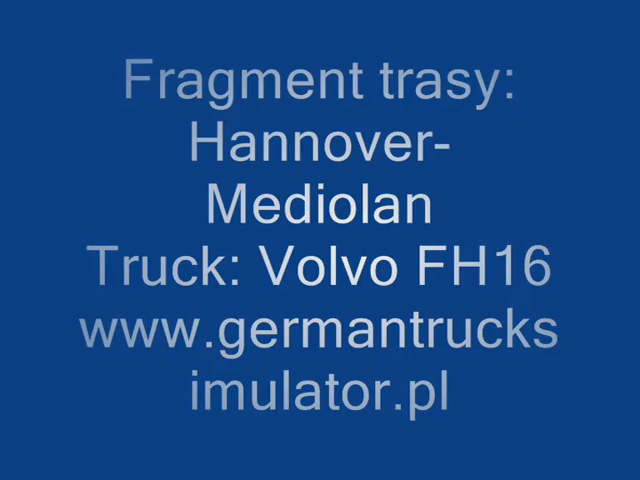 Fragment trasy:
Hannover-
Mediolan
Truck: Volvo FH16
www.germantrucks
imulator.pl